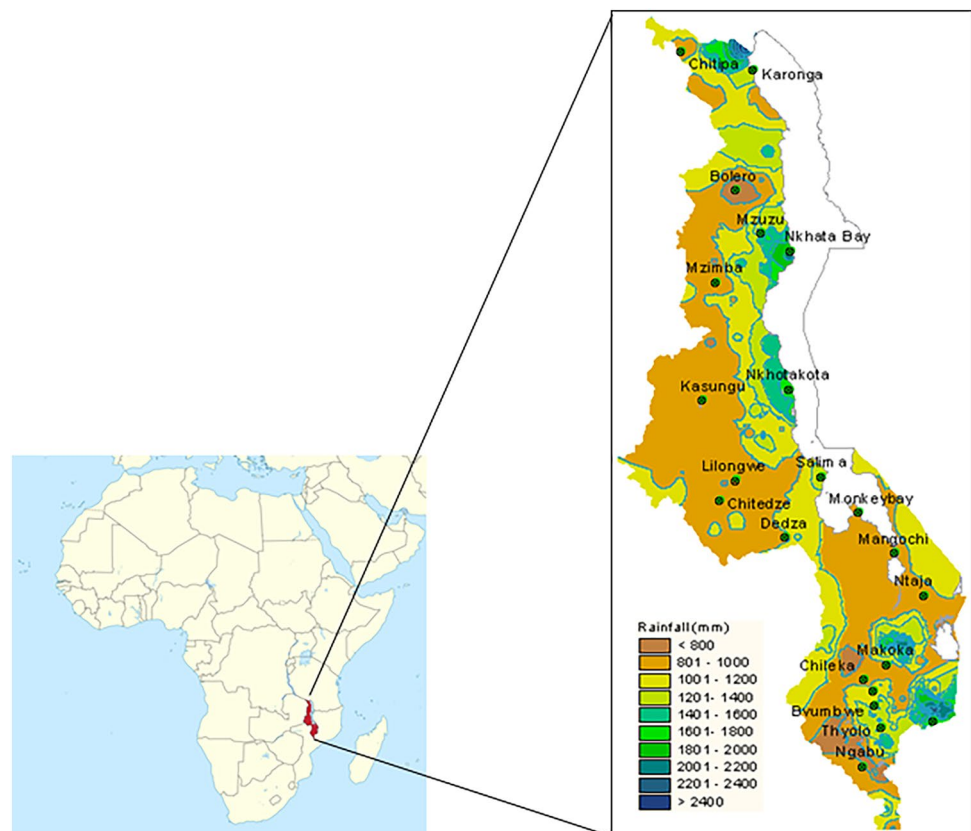 Chitipa
Karonga
Bolero
Mzuzu
Nkhata Bay
Mzimba
Nkhotakota
Kasungu
Lilongwe
Salima
Chitedze
Monkeybay
Dedza
Mangochi
Ntaja
Makoka
Chileka
Bvumbwe
Thyolo
Ngabu
Rainfall(mm)
< 800
801 - 1000
1001 - 1200
1201- 1400
1401 - 1600
1601 - 1800
1801 - 2000
2001 - 2200
2201 - 2400
> 2400